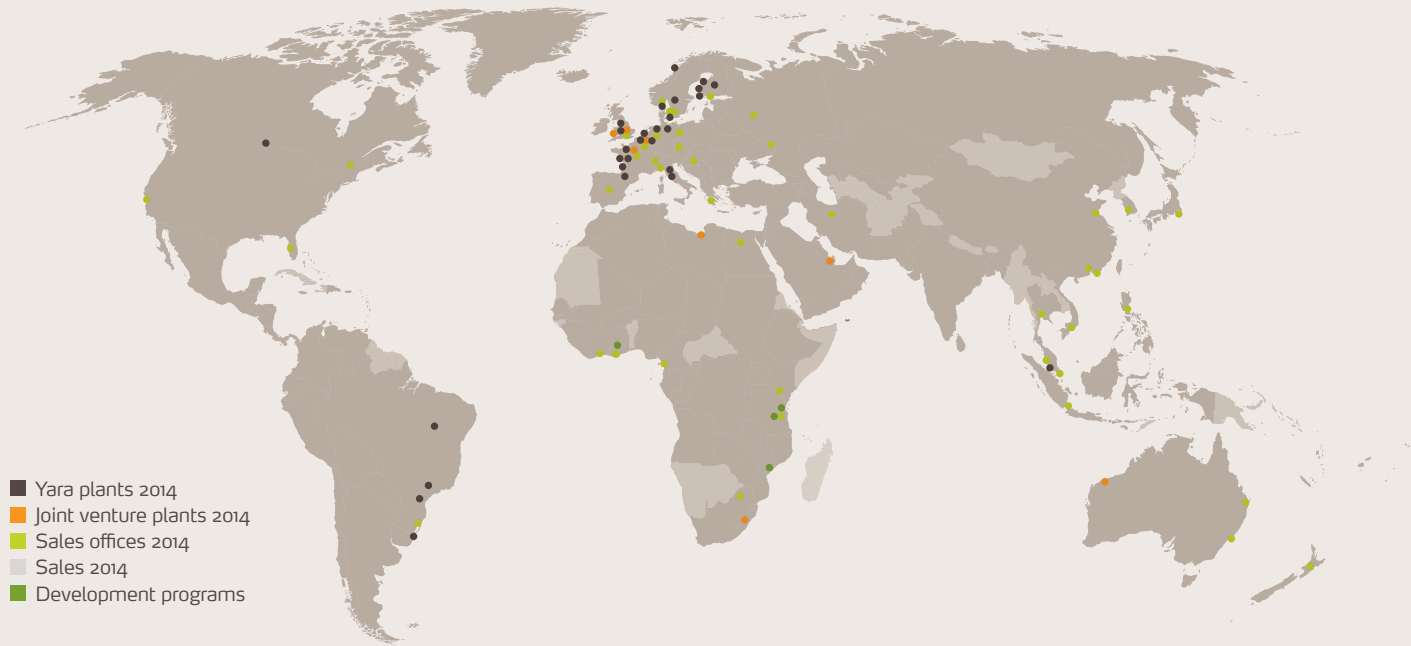 Yara plants 2014
Joint venture plants 2014
Sales offices 2014
Sales 2014
Development programs